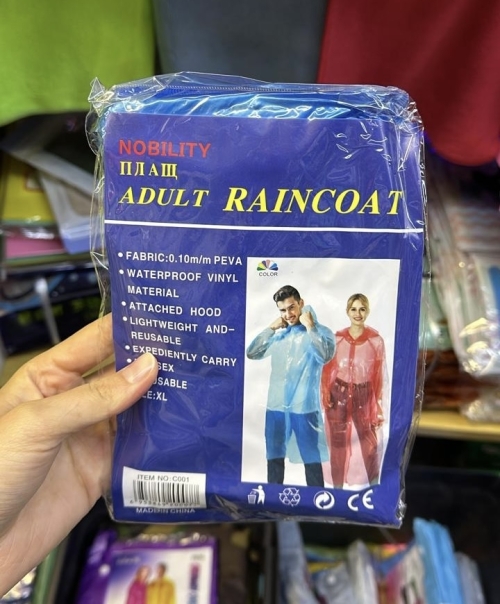 NOBILITY
ПЛАЩ
ADULT RAINCOAT
• FABRIC:0.10m/m PEVA
• WATERPROOF VINYL
MATERIAL
• ATTACHED HOOD
• LIGHTWEIGHT AND-
REUSABLE
• EXPEDIENTLY CARRY
COLOR
ITEM NO:C001
MADE IN CHINA
CE